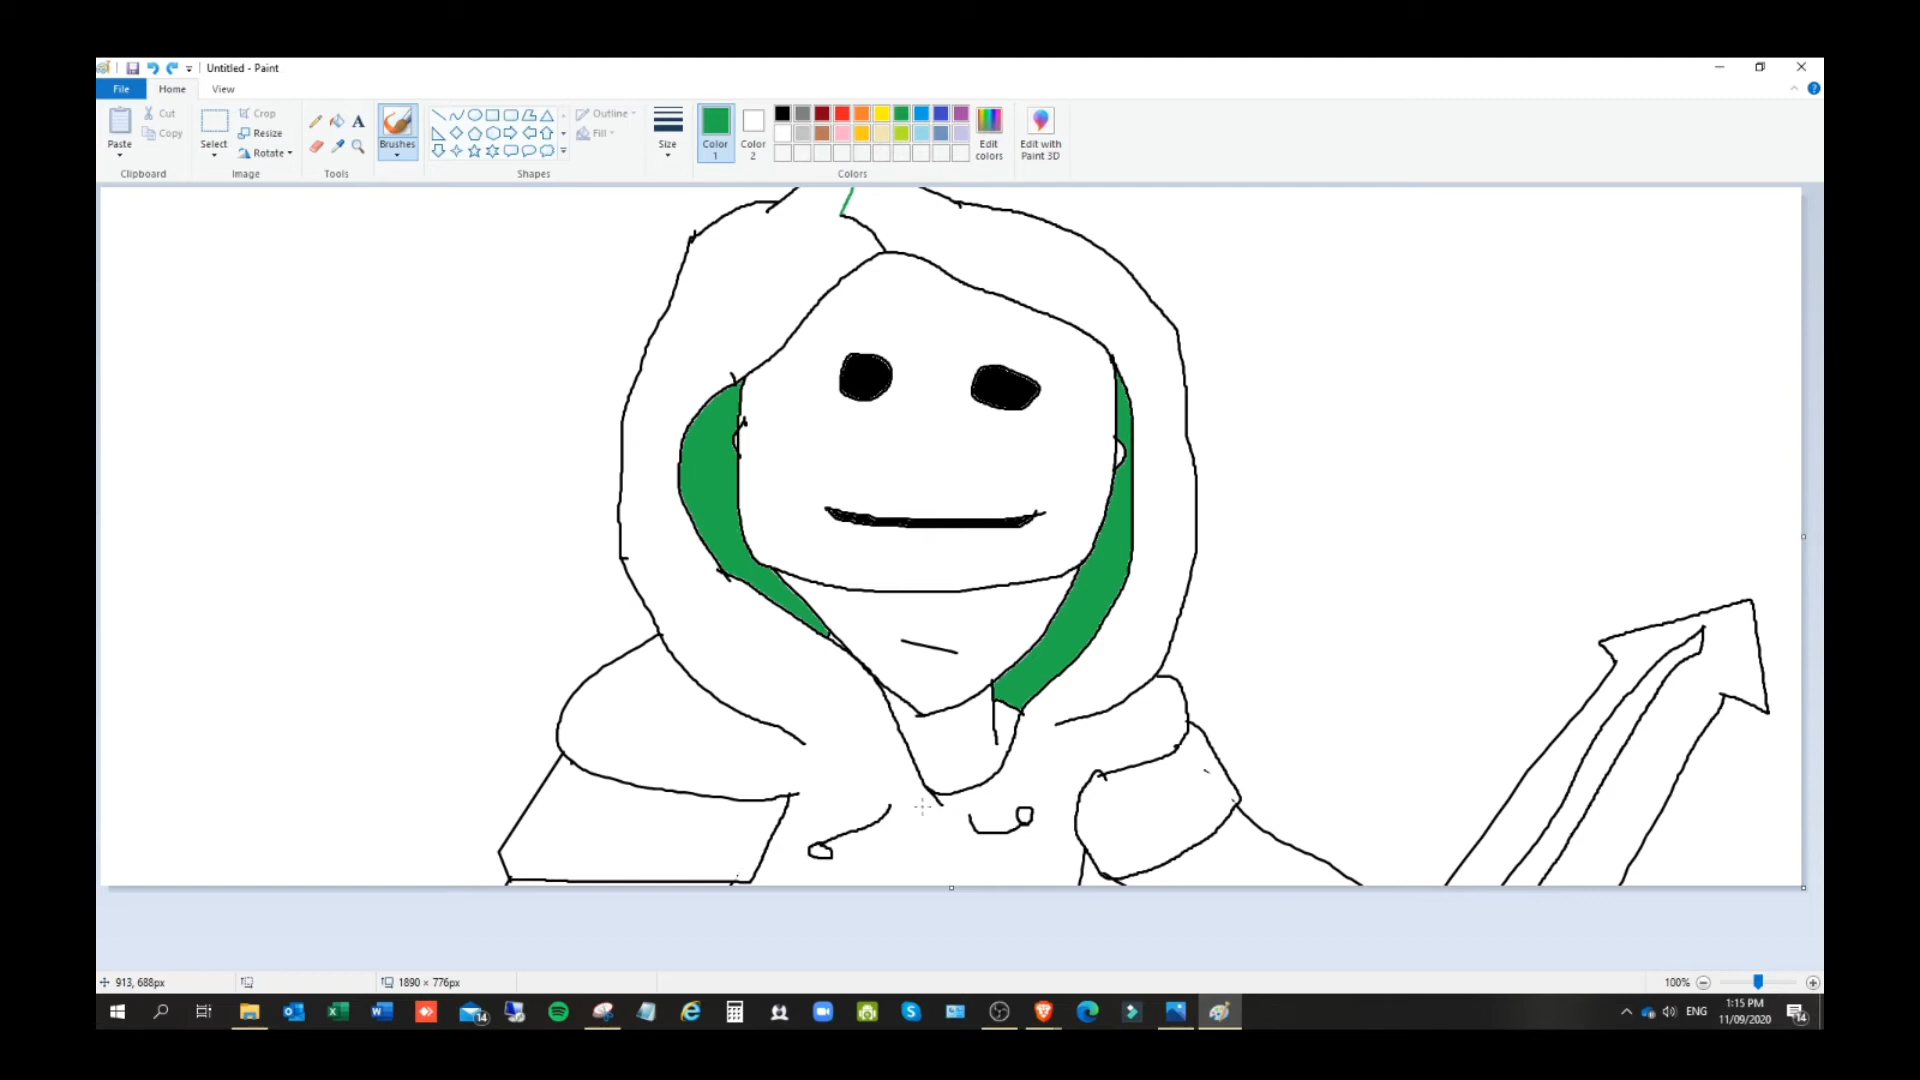 Untitled - Paint
File Home View
Paste
Cut
Copy
Clipboard
Select
Crop
Resize
Rotate
Image
A
Tools
Brushes
Outline
Fill
Shapes
Size
Color 1
Color 2
Edit colors
Colors
Edit with Paint 3D
913, 688px
1890 × 776px
100%
14
ENG
1:15 PM
11/09/2020
14